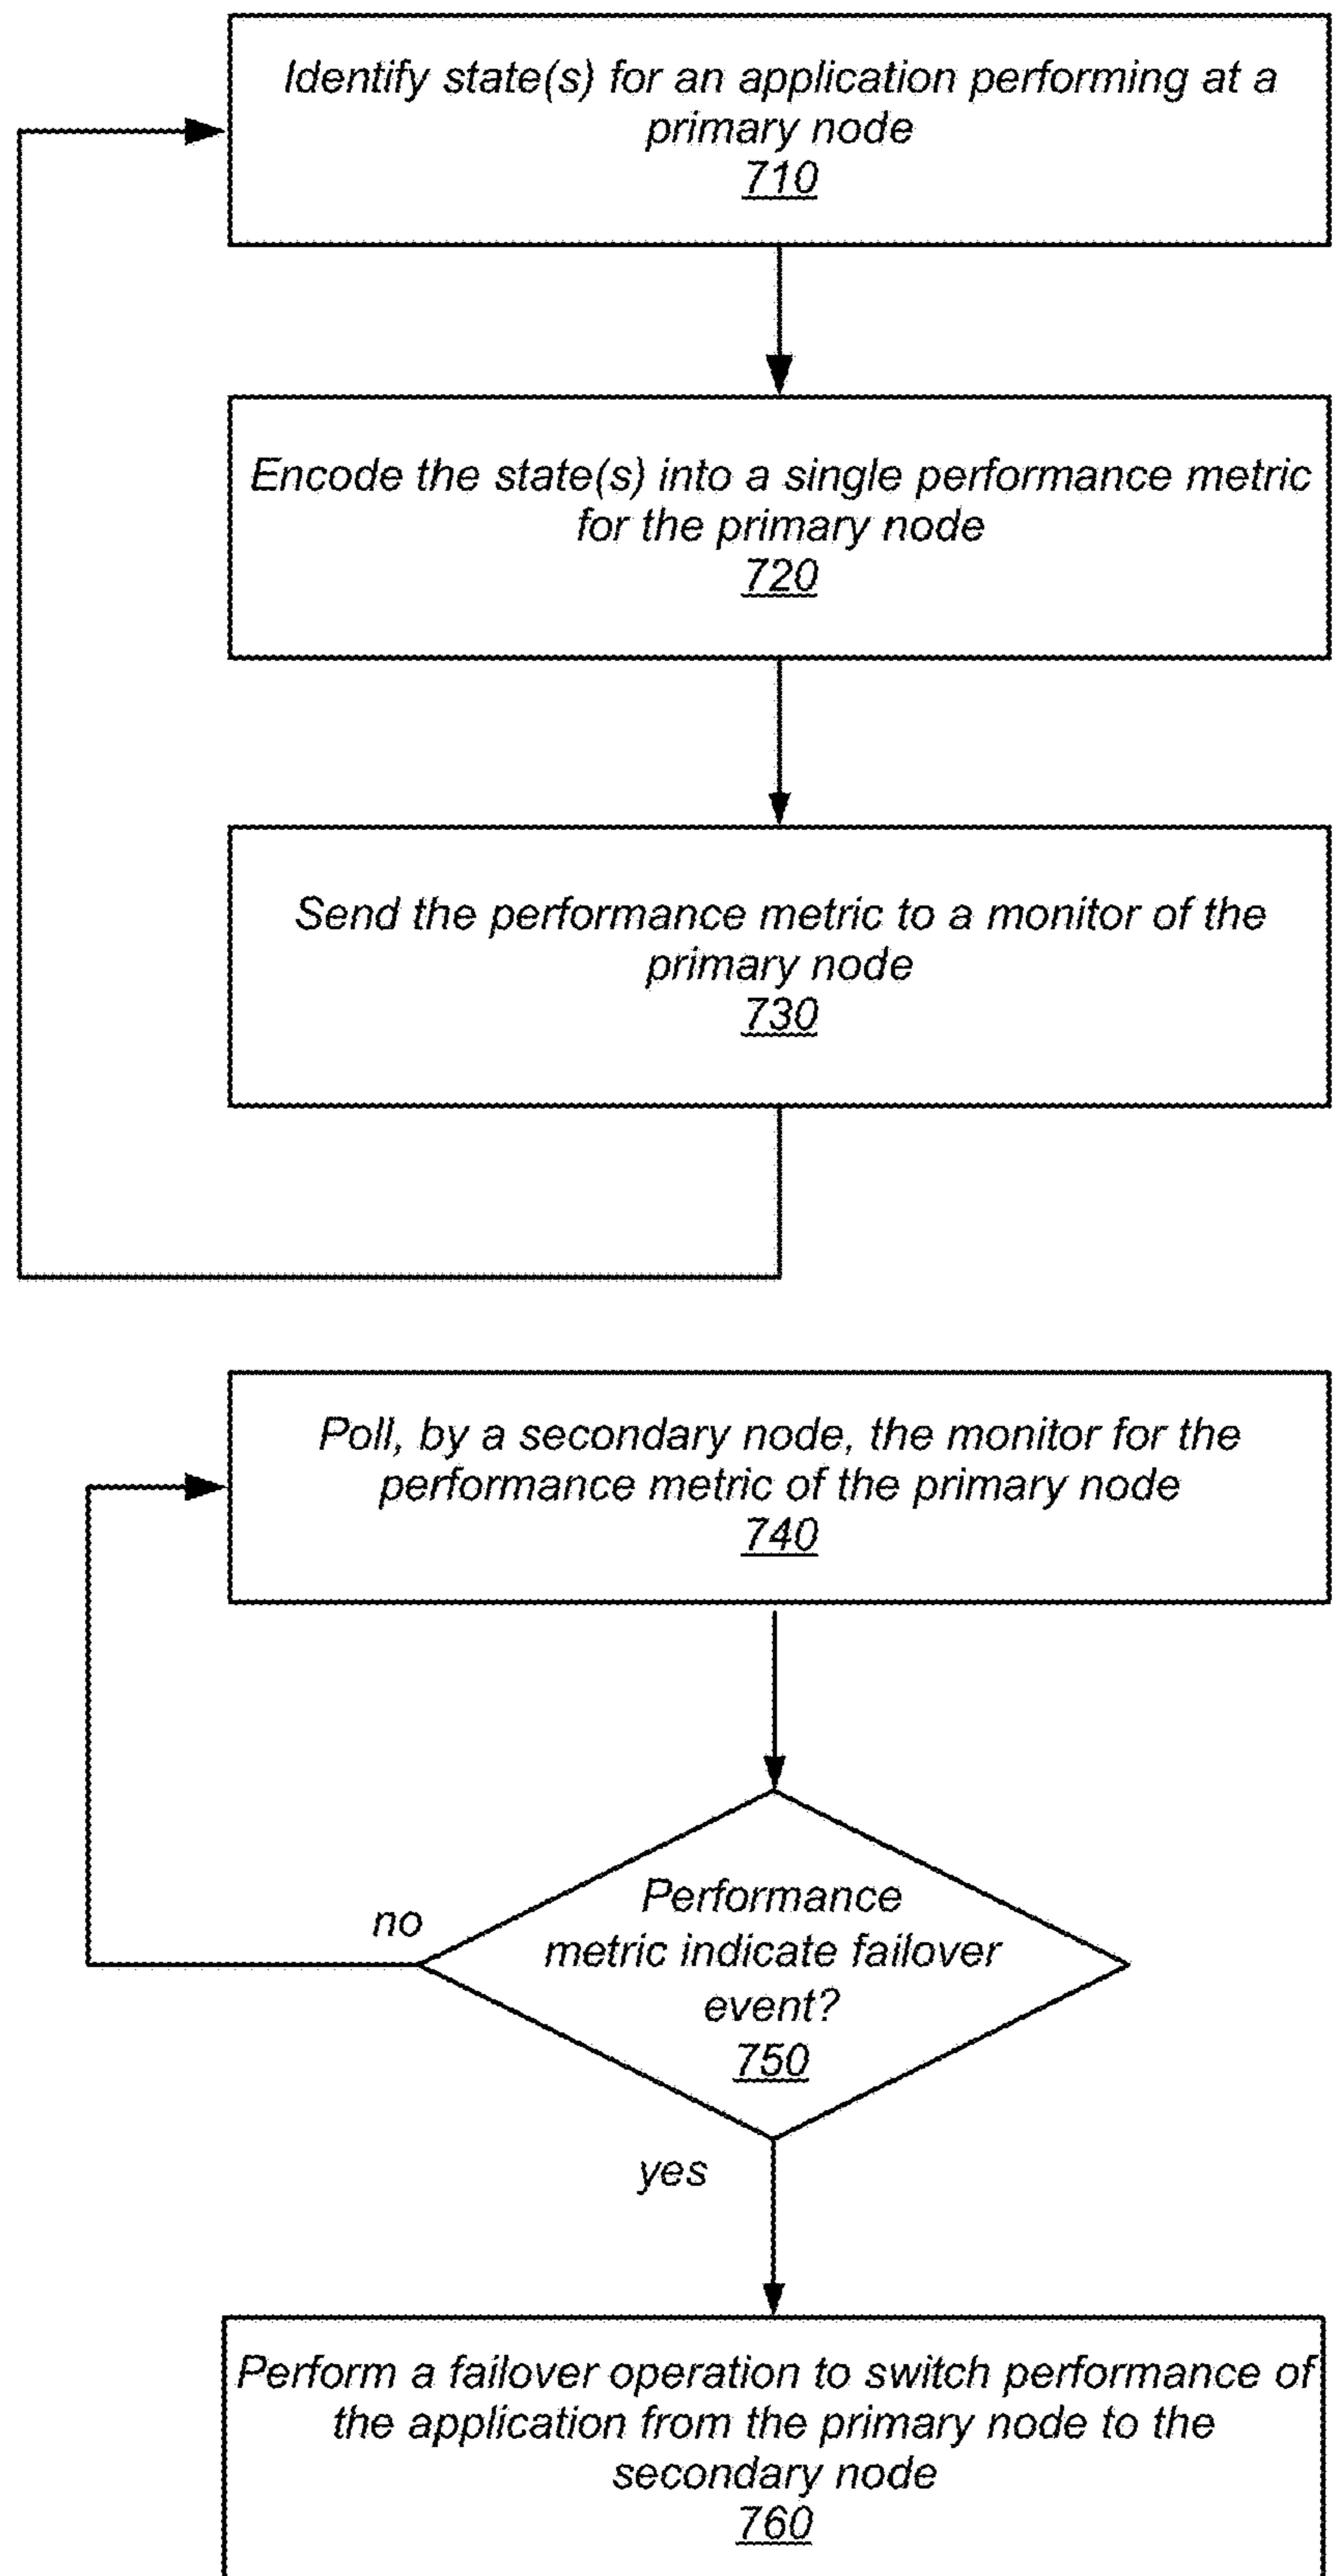 Identify state(s) for an application performing at a
primary node
710
Encode the state(s) into a single performance metric
for the primary node
720
Send the performance metric to a monitor of the
primary node
730
Poll, by a secondary node, the monitor for the
performance metric of the primary node
740
no
Performance
metric indicate failover
event?
750
yes
Perform a failover operation to switch performance of
the application from the primary node to the
secondary node
760